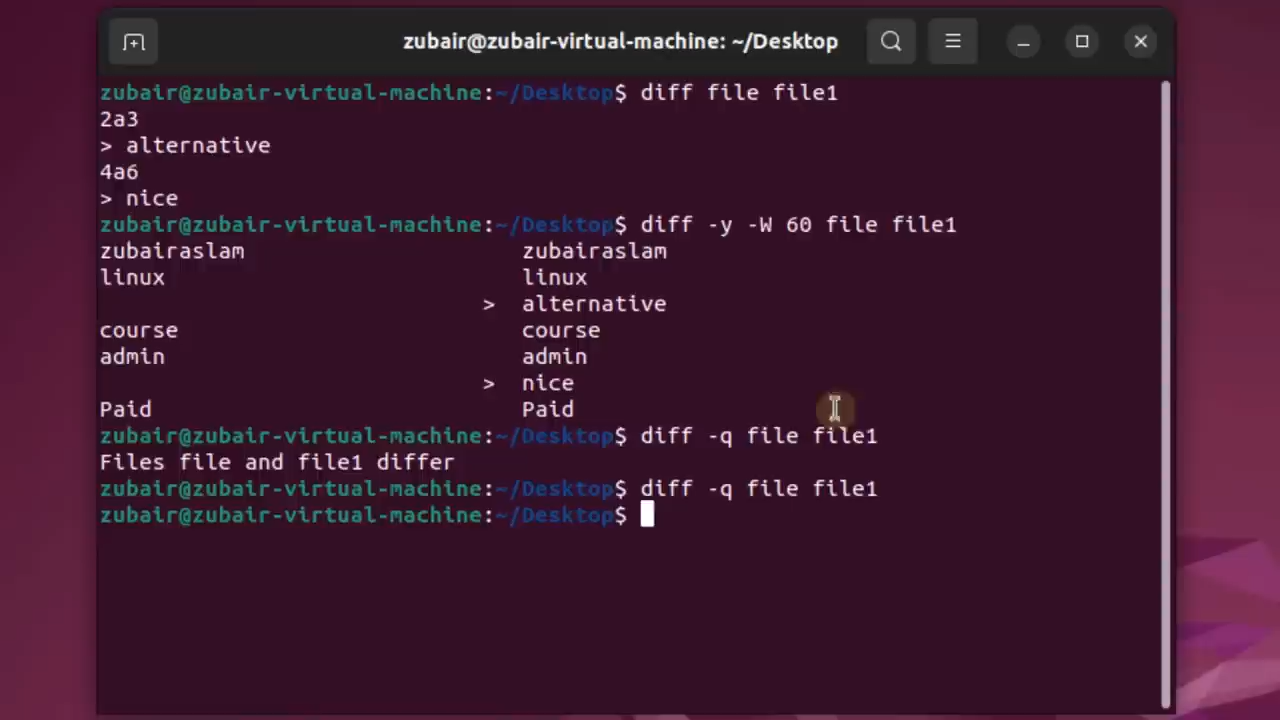 zubair@zubair-virtual-machine: ~/Desktop
zubair@zubair-virtual-machine:~/Desktop$ diff file file1
2a3
> alternative
4a6
> nice
zubair@zubair-virtual-machine:~/Desktop$ diff -y -W 60 file file1
zubairaslam zubairaslam
linux linux
> alternative
course course
admin admin
> nice
Paid Paid
zubair@zubair-virtual-machine:~/Desktop$ diff -q file file1
Files file and file1 differ
zubair@zubair-virtual-machine:~/Desktop$ diff -q file file1
zubair@zubair-virtual-machine:~/Desktop$